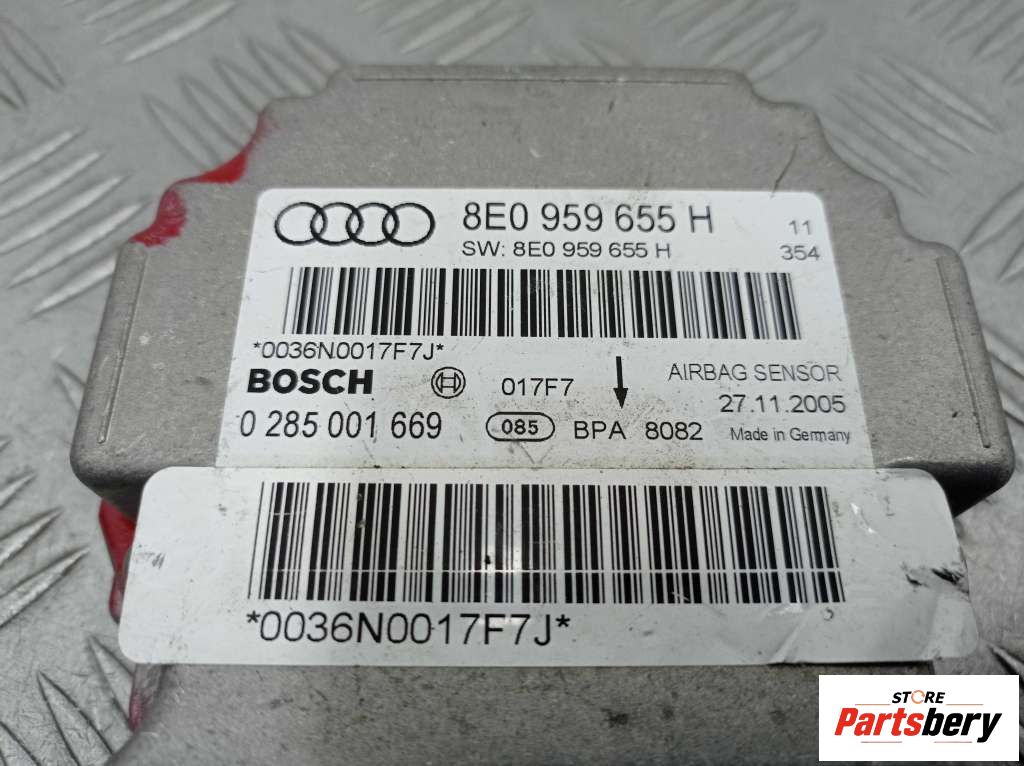 8E0 959 655 H 11
SW: 8E0 959 655 H 354
*0036N0017F7J*
BOSCH 017F7 AIRBAG SENSOR
27.11.2005
0 285 001 669 085 BPA 8082 Made in Germany
*0036N0017F7J*
STORE
Partsbery